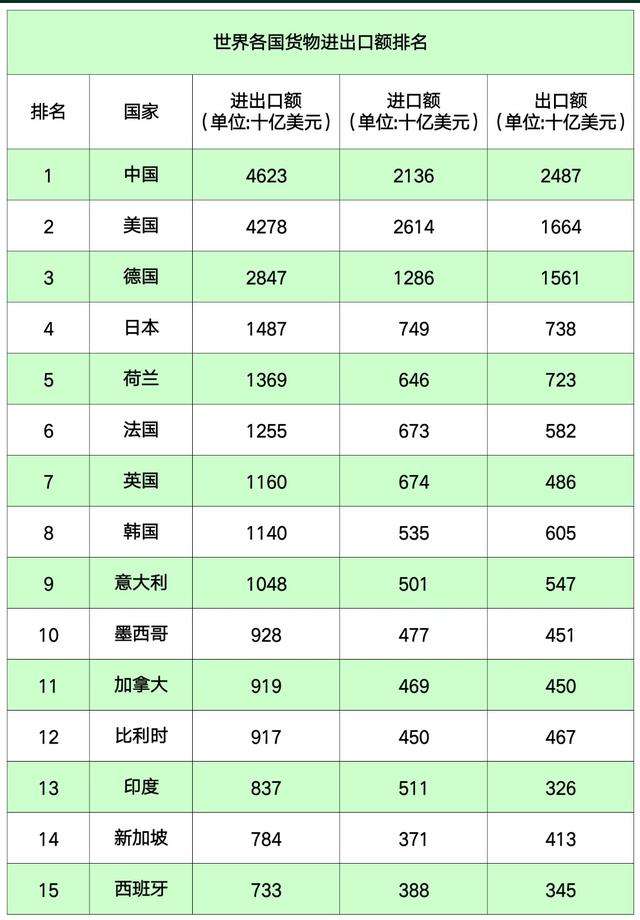 世界各国货物进出口额排名
排名 国家 进出口额 (单位:十亿美元) 进口额 (单位:十亿美元) 出口额 (单位:十亿美元)
1 中国 4623 2136 2487
2 美国 4278 2614 1664
3 德国 2847 1286 1561
4 日本 1487 749 738
5 荷兰 1369 646 723
6 法国 1255 673 582
7 英国 1160 674 486
8 韩国 1140 535 605
9 意大利 1048 501 547
10 墨西哥 928 477 451
11 加拿大 919 469 450
12 比利时 917 450 467
13 印度 837 511 326
14 新加坡 784 371 413
15 西班牙 733 388 345